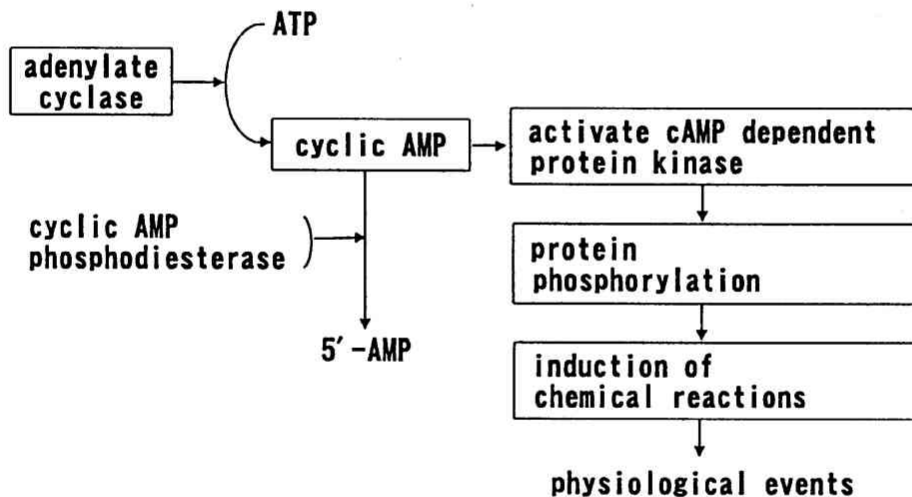 ATP
adenylate
cyclase
cyclic AMP
activate cAMP dependent
protein kinase
cyclic AMP
phosphodiesterase
protein
phosphorylation
5′-AMP
induction of
chemical reactions
physiological events